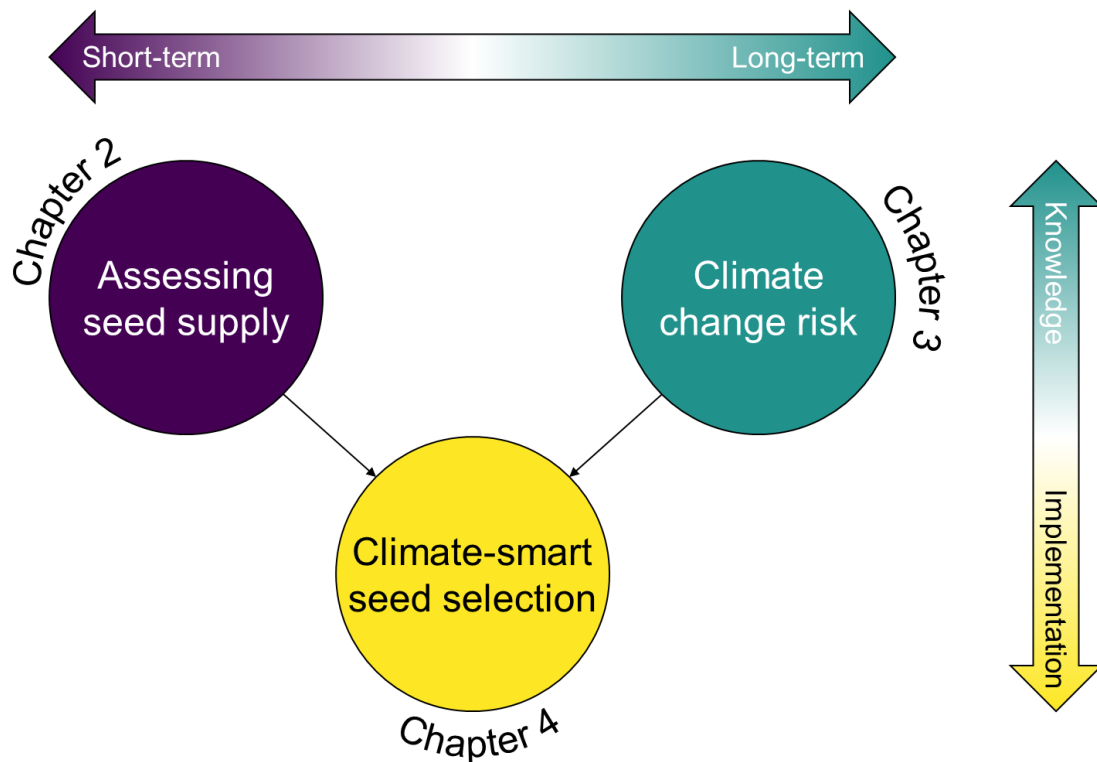 Short-term
Long-term
Chapter 2
Assessing
seed supply
Climate
change risk
Chapter 3
Knowledge
Implementation
Climate-smart
seed selection
Chapter 4